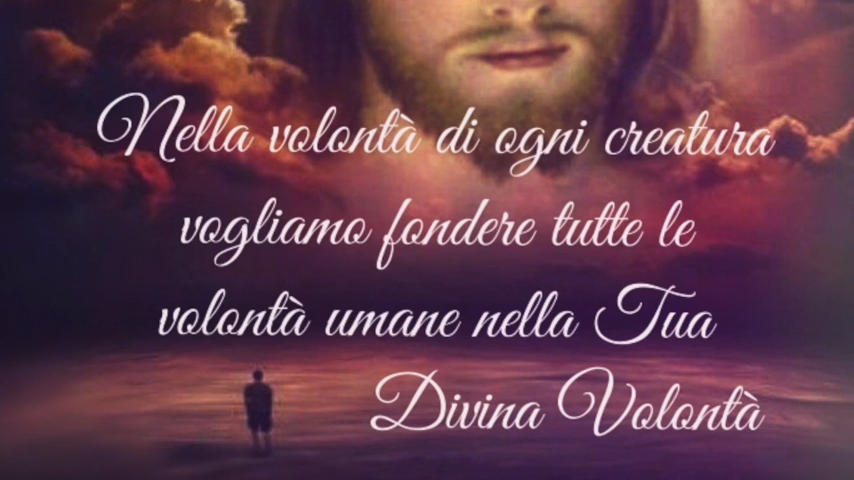 Nella volontà di ogni creatura
vogliamo fondere tutte le
volontà umane nella Tua
Divina Volontà